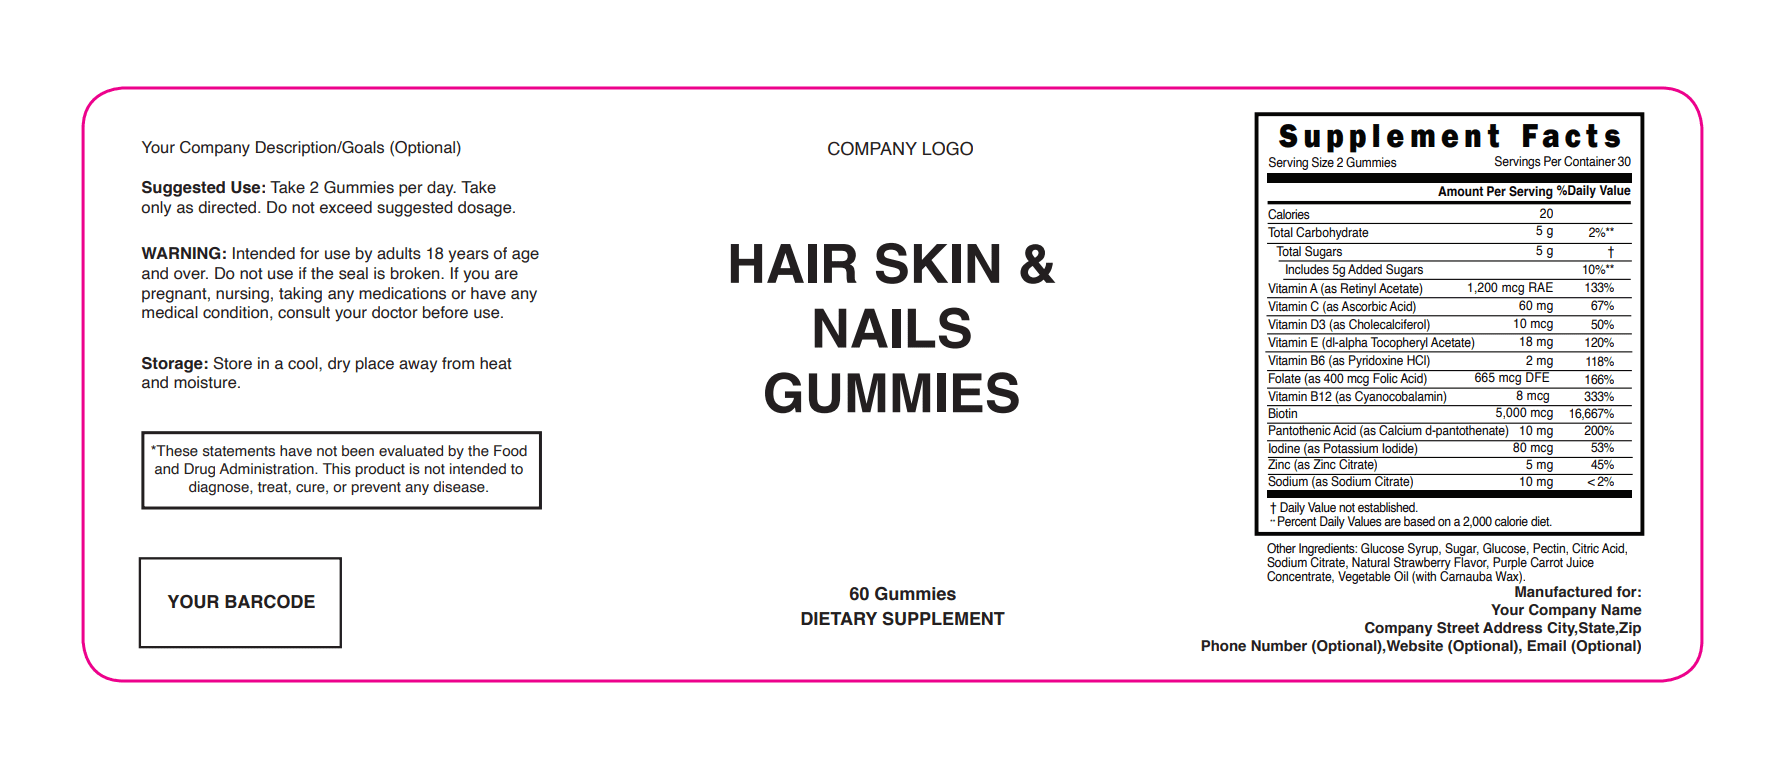 Your Company Description/Goals (Optional)
Suggested Use: Take 2 Gummies per day. Take
only as directed. Do not exceed suggested dosage.
WARNING: Intended for use by adults 18 years of age
and over. Do not use if the seal is broken. If you are
pregnant, nursing, taking any medications or have any
medical condition, consult your doctor before use.
Storage: Store in a cool, dry place away from heat
and moisture.
*These statements have not been evaluated by the Food
and Drug Administration. This product is not intended to
diagnose, treat, cure, or prevent any disease.
YOUR BARCODE
COMPANY LOGO
HAIR SKIN &
NAILS
GUMMIES
60 Gummies
DIETARY SUPPLEMENT
Supplement Facts
Serving Size 2 Gummies Servings Per Container 30
Amount Per Serving %Daily Value
Calories 20
Total Carbohydrate 5 g 2%**
Total Sugars 5 g †
Includes 5g Added Sugars 10%**
Vitamin A (as Retinyl Acetate) 1,200 mcg RAE 133%
Vitamin C (as Ascorbic Acid) 60 mg 67%
Vitamin D3 (as Cholecalciferol) 10 mcg 50%
Vitamin E (dl-alpha Tocopheryl Acetate) 18 mg 120%
Vitamin B6 (as Pyridoxine HCl) 2 mg 118%
Folate (as 400 mcg Folic Acid) 665 mcg DFE 166%
Vitamin B12 (as Cyanocobalamin) 8 mcg 333%
Biotin 5,000 mcg 16,667%
Pantothenic Acid (as Calcium d-pantothenate) 10 mg 200%
Iodine (as Potassium Iodide) 80 mcg 53%
Zinc (as Zinc Citrate) 5 mg 45%
Sodium (as Sodium Citrate) 10 mg <2%
† Daily Value not established.
** Percent Daily Values are based on a 2,000 calorie diet.
Other Ingredients: Glucose Syrup, Sugar, Glucose, Pectin, Citric Acid,
Sodium Citrate, Natural Strawberry Flavor, Purple Carrot Juice
Concentrate, Vegetable Oil (with Carnauba Wax).
Manufactured for:
Your Company Name
Company Street Address City,State,Zip
Phone Number (Optional),Website (Optional), Email (Optional)